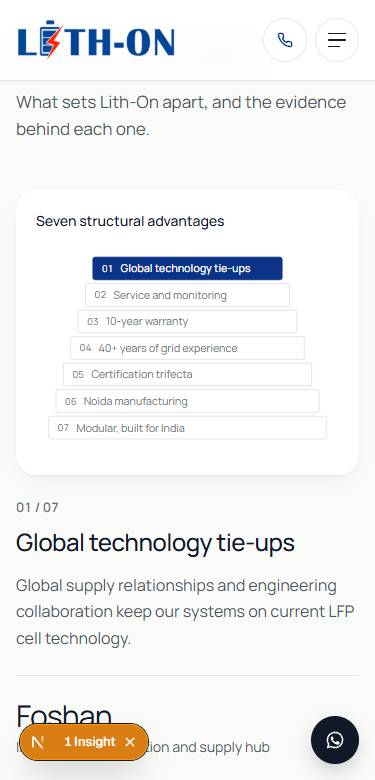 LITH-ON
What sets Lith-On apart, and the evidence
behind each one.
Seven structural advantages
01 Global technology tie-ups
02 Service and monitoring
03 10-year warranty
04 40+ years of grid experience
05 Certification trifecta
06 Noida manufacturing
07 Modular, built for India
01 / 07
Global technology tie-ups
Global supply relationships and engineering
collaboration keep our systems on current LFP
cell technology.
Foshan
N 1 Insight ×
tion and supply hub